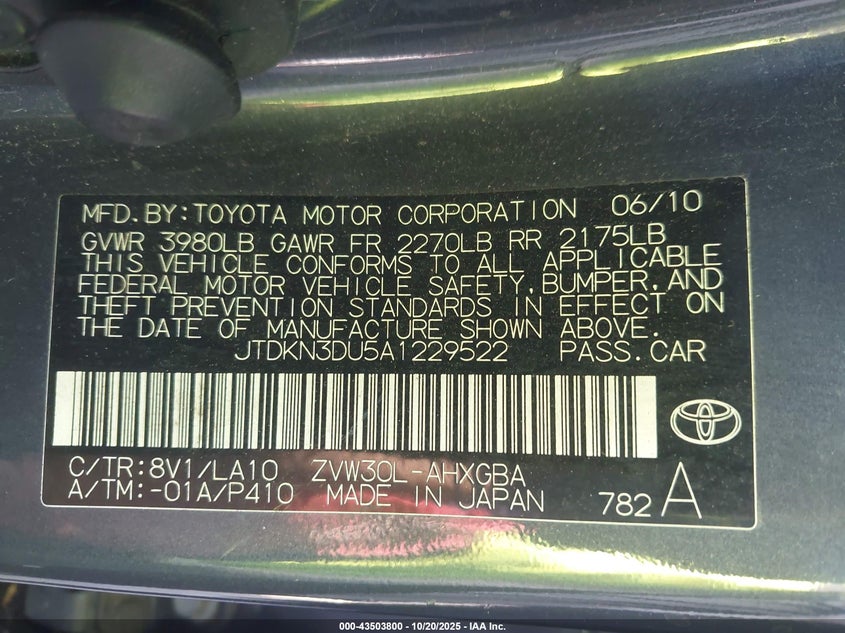 MFD.BY:TOYOTA MOTOR CORPORATION 06/10
GVWR 3980LB GAWR FR 2270LB RR 2175LB
THIS VEHICLE CONFORMS TO ALL APPLICABLE
FEDERAL MOTOR VEHICLE SAFETY,BUMPER,AND
THEFT PREVENTION STANDARDS IN EFFECT ON
THE DATE OF MANUFACTURE SHOWN ABOVE.
JTDKN3DU5A1229522 PASS.CAR
C/TR:8V1/LA10 ZVW30L-AHXGBA
A/TM:-01A/P410 MADE IN JAPAN 782 A
000-43503800 - 10/20/2025 - IAA Inc.